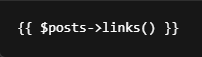 {{ $posts->links() }}